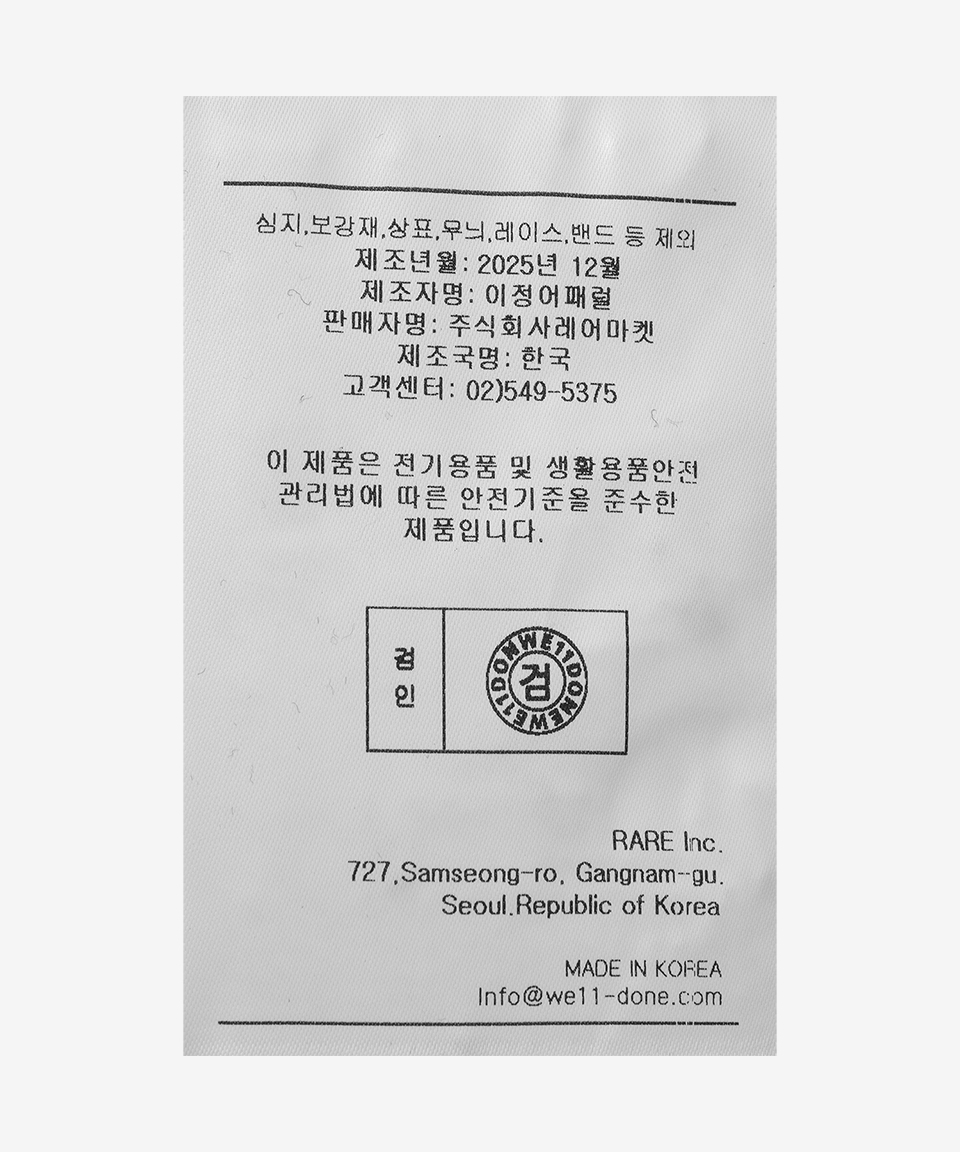 심지,보강재,상표,무늬,레이스,밴드 등 제외
제조년월: 2025년 12월
제조자명: 이정어패럴
판매자명: 주식회사레어마켓
제조국명: 한국
고객센터: 02)549-5375
이 제품은 전기용품 및 생활용품안전
관리법에 따른 안전기준을 준수한
제품입니다.
검
인
WE11DONEWE11DON
검
RARE Inc.
727,Samseong-ro, Gangnam-gu.
Seoul.Republic of Korea
MADE IN KOREA
Info@we11-done.com